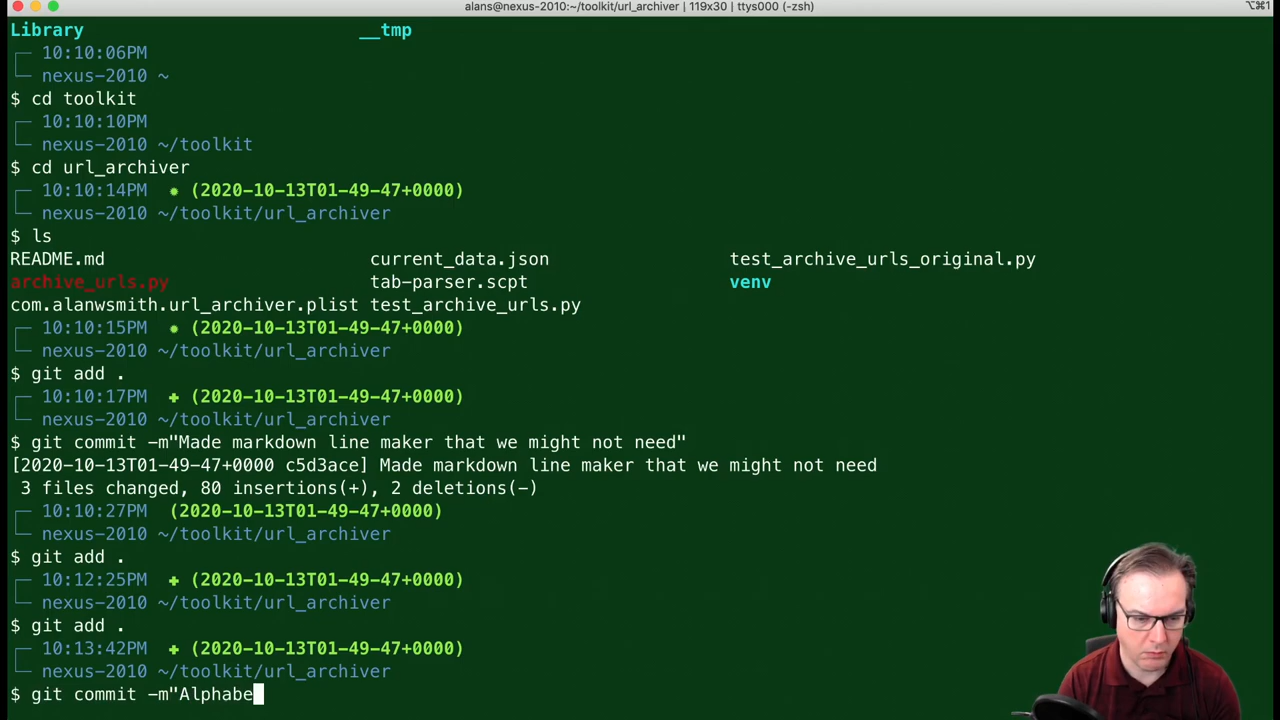 alans@nexus-2010:~/toolkit/url_archiver | 119x30 | ttys000 (-zsh)
⌥⌘1
Library __tmp
10:10:06PM
nexus-2010 ~
$ cd toolkit
10:10:10PM
nexus-2010 ~/toolkit
$ cd url_archiver
10:10:14PM (2020-10-13T01-49-47+0000)
nexus-2010 ~/toolkit/url_archiver
$ ls
README.md current_data.json test_archive_urls_original.py
archive_urls.py tab-parser.scpt venv
com.alanwsmith.url_archiver.plist test_archive_urls.py
10:10:15PM (2020-10-13T01-49-47+0000)
nexus-2010 ~/toolkit/url_archiver
$ git add .
10:10:17PM ✚ (2020-10-13T01-49-47+0000)
nexus-2010 ~/toolkit/url_archiver
$ git commit -m"Made markdown line maker that we might not need"
[2020-10-13T01-49-47+0000 c5d3ace] Made markdown line maker that we might not need
3 files changed, 80 insertions(+), 2 deletions(-)
10:10:27PM (2020-10-13T01-49-47+0000)
nexus-2010 ~/toolkit/url_archiver
$ git add .
10:12:25PM ✚ (2020-10-13T01-49-47+0000)
nexus-2010 ~/toolkit/url_archiver
$ git add .
10:13:42PM ✚ (2020-10-13T01-49-47+0000)
nexus-2010 ~/toolkit/url_archiver
$ git commit -m"Alphabe